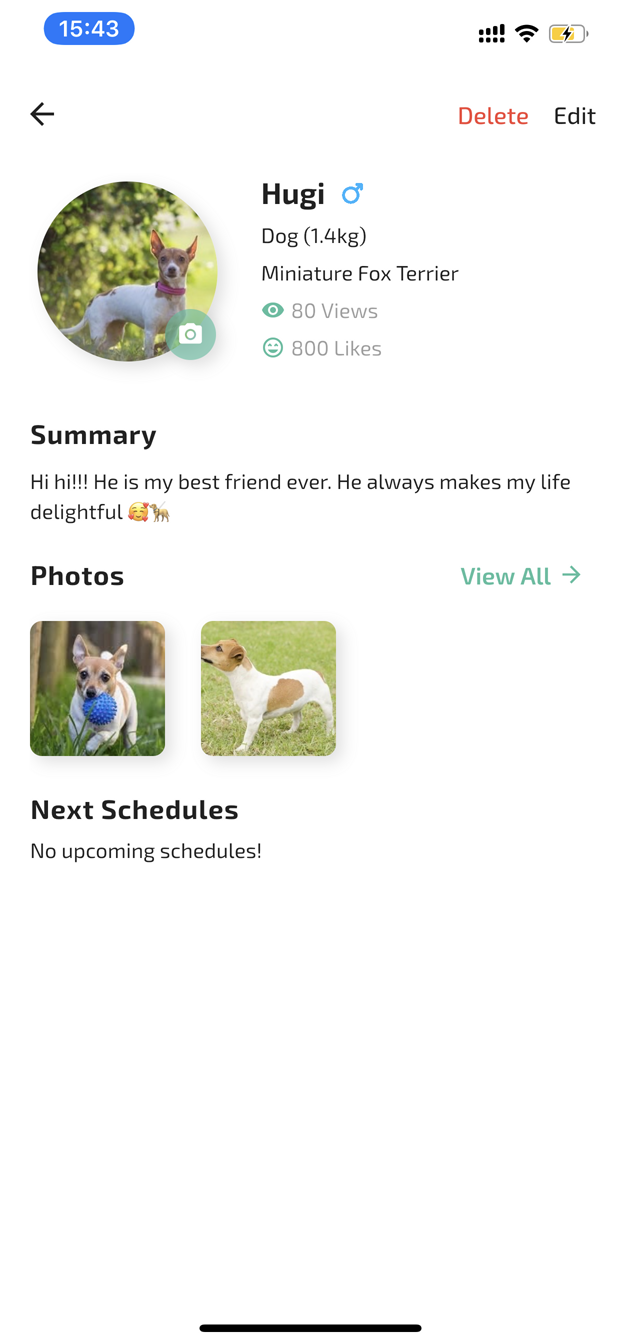 15:43
Delete Edit
Hugi
Dog (1.4kg)
Miniature Fox Terrier
80 Views
800 Likes
Summary
Hi hi!!! He is my best friend ever. He always makes my life
delightful 🥰🐕
Photos View All
Next Schedules
No upcoming schedules!